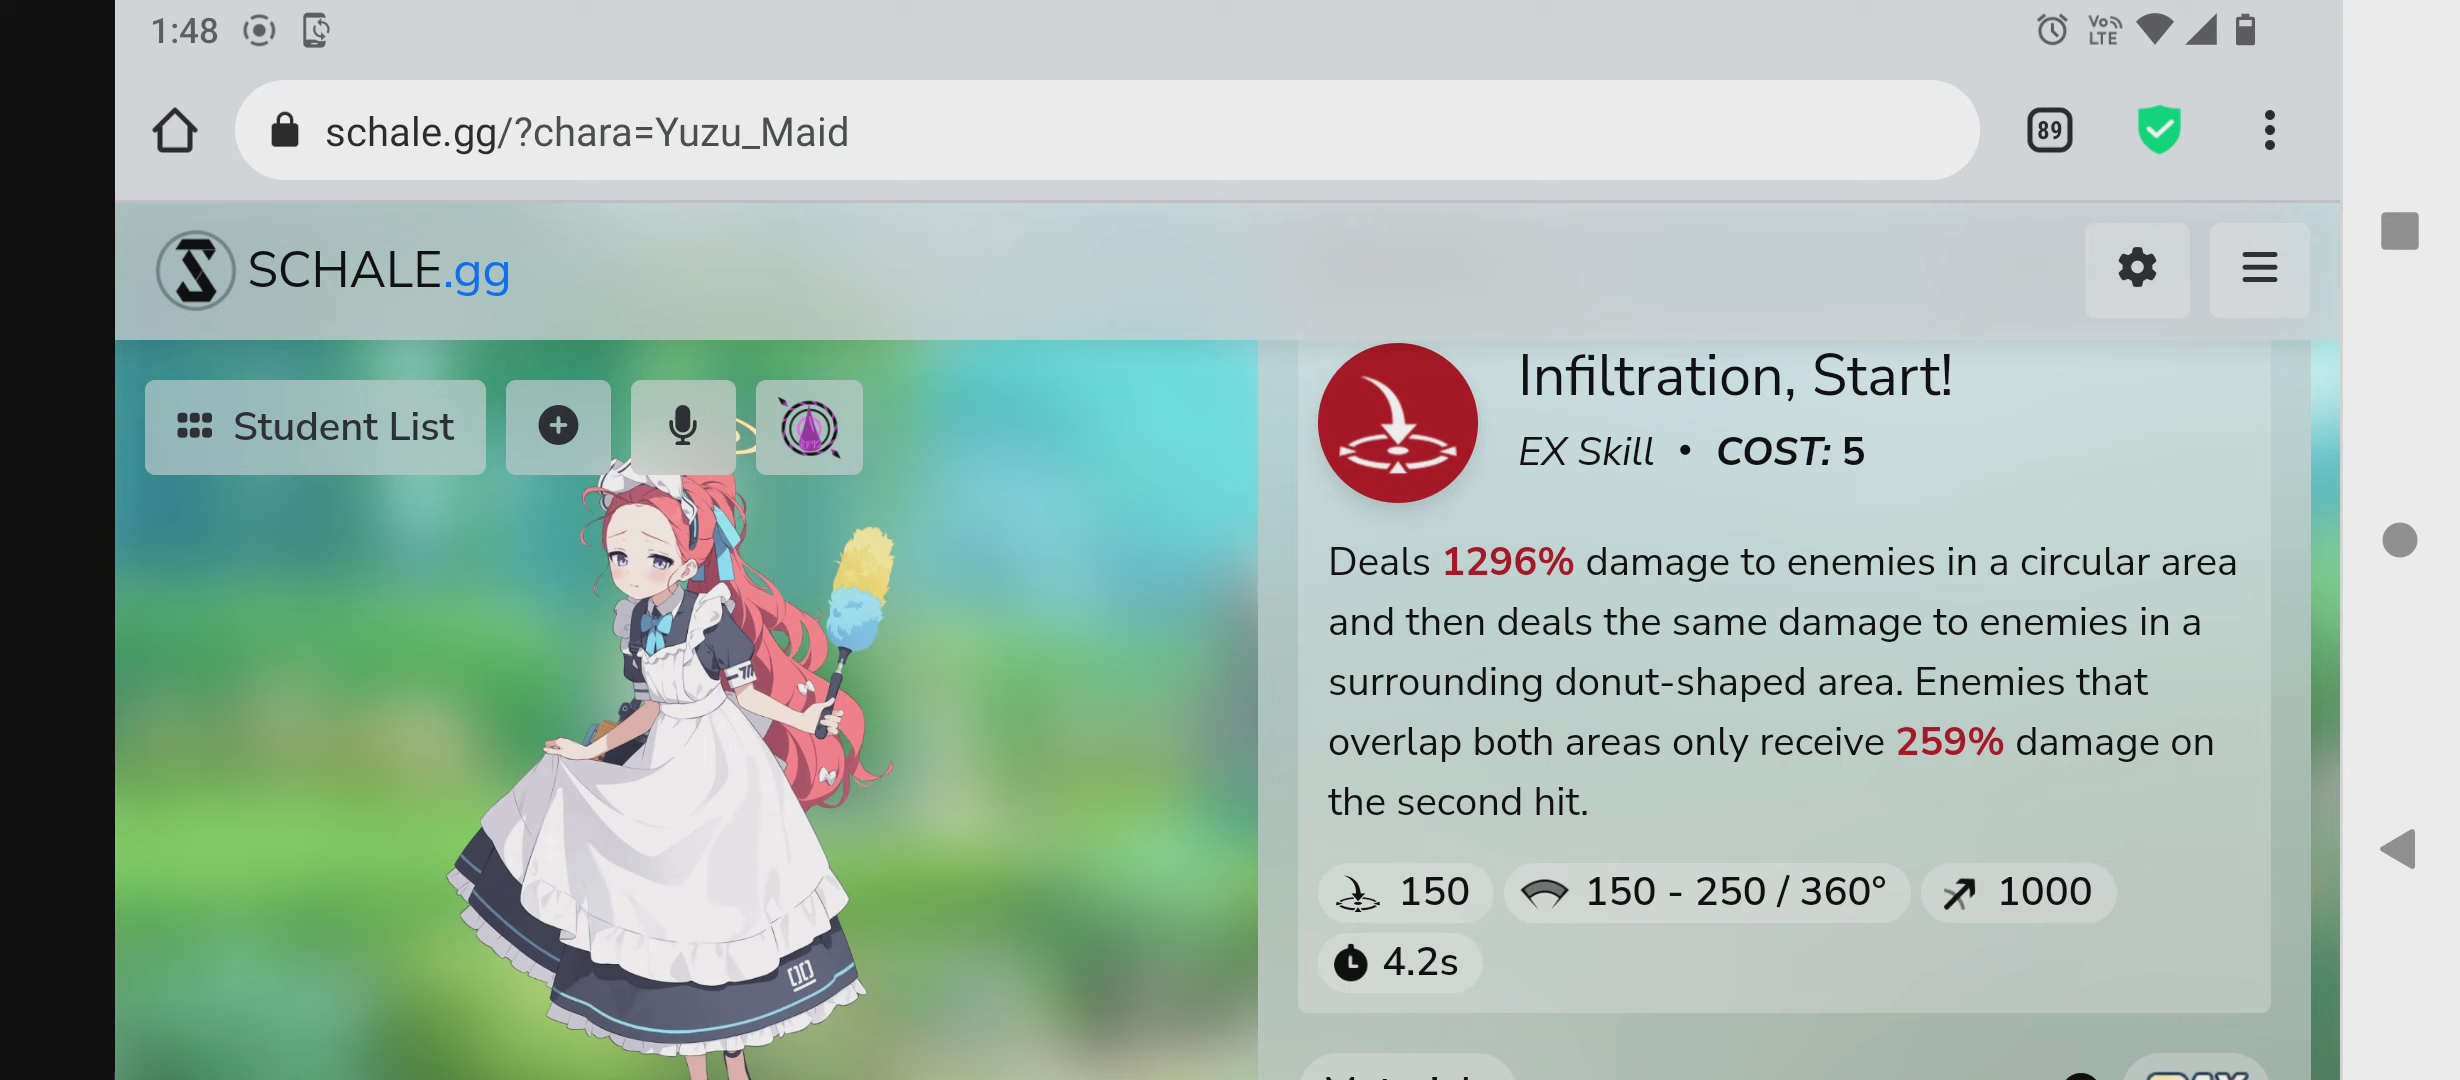 1:48
Vo LTE
schale.gg/?chara=Yuzu_Maid
89
SCHALE.gg
Student List
Infiltration, Start!
EX Skill • COST: 5
Deals 1296% damage to enemies in a circular area
and then deals the same damage to enemies in a
surrounding donut-shaped area. Enemies that
overlap both areas only receive 259% damage on
the second hit.
150
150 - 250 / 360°
1000
4.2s